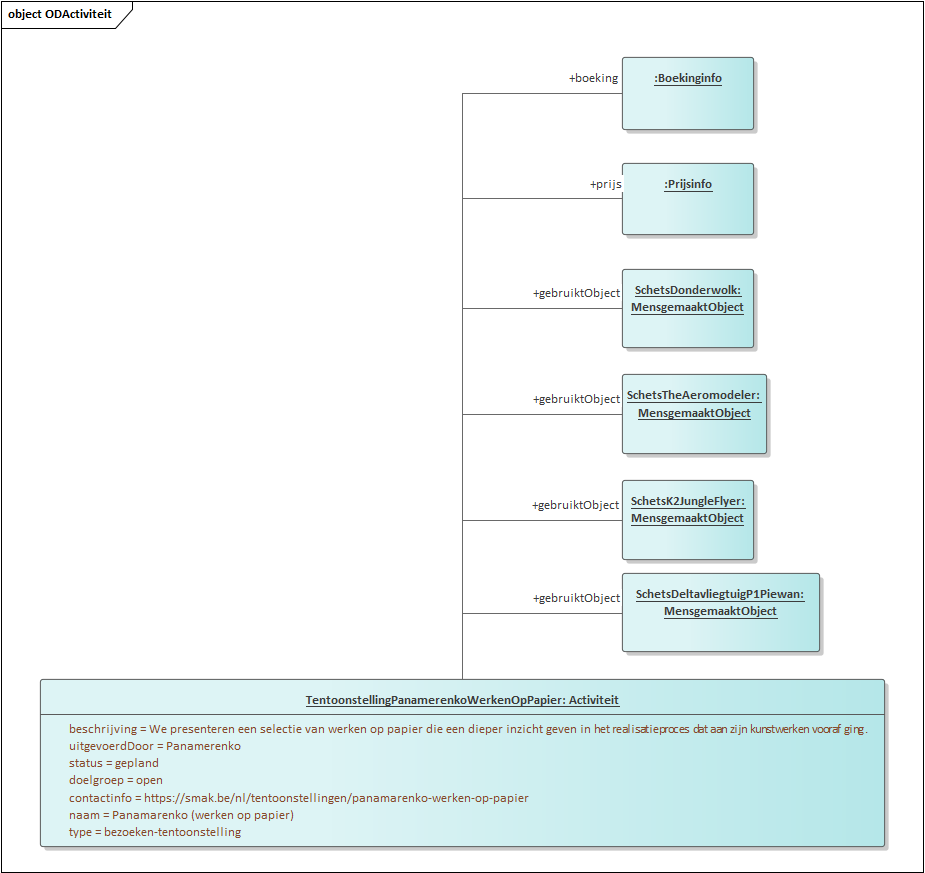 object ODActiviteit
+boeking
:Boekinginfo
+prijs
:Prijsinfo
+gebruiktObject
SchetsDonderwolk:
MensgemaaktObject
+gebruiktObject
SchetsTheAeromodeler:
MensgemaaktObject
+gebruiktObject
SchetsK2JungleFlyer:
MensgemaaktObject
+gebruiktObject
SchetsDeltavliegtuigP1Piewan:
MensgemaaktObject
TentoonstellingPanamerenkoWerkenOpPapier: Activiteit
beschrijving = We presenteren een selectie van werken op papier die een dieper inzicht geven in het realisatieproces dat aan zijn kunstwerken vooraf ging.
uitgevoerdDoor = Panamerenko
status = gepland
doelgroep = open
contactinfo = https://smak.be/nl/tentoonstellingen/panamarenko-werken-op-papier
naam = Panamarenko (werken op papier)
type = bezoeken-tentoonstelling